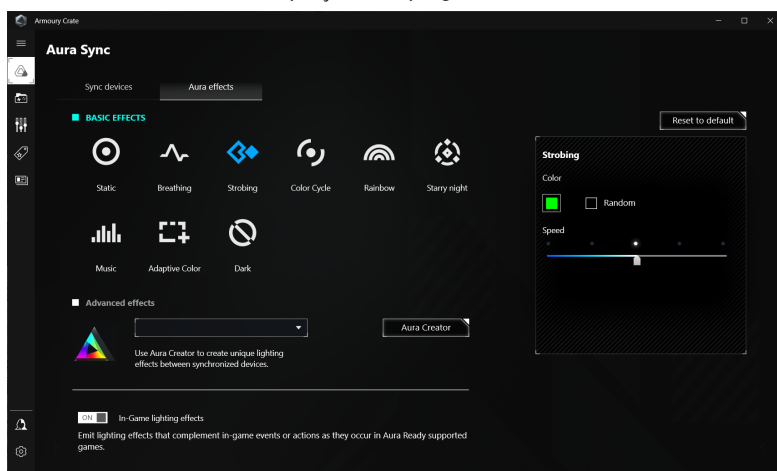 Armoury Crate
Aura Sync
Sync devices
Aura effects
BASIC EFFECTS
Reset to default
Static
Breathing
Strobing
Color Cycle
Rainbow
Starry night
Music
Adaptive Color
Dark
Strobing
Color
Random
Speed
Advanced effects
Aura Creator
Use Aura Creator to create unique lighting
effects between synchronized devices.
ON
In-Game lighting effects
Emit lighting effects that complement in-game events or actions as they occur in Aura Ready supported
games.